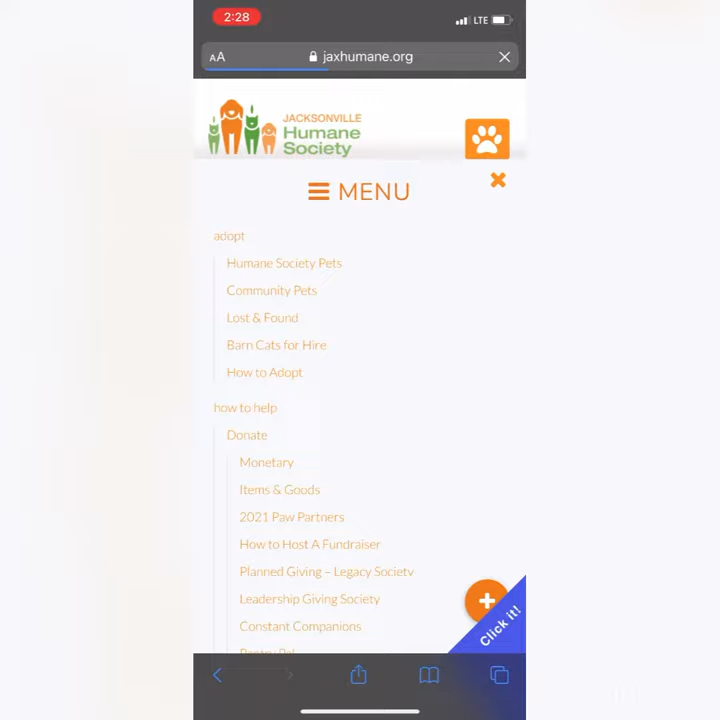 2:28
LTE
AA
jaxhumane.org
JACKSONVILLE
Humane
Society
MENU
adopt
Humane Society Pets
Community Pets
Lost & Found
Barn Cats for Hire
How to Adopt
how to help
Donate
Monetary
Items & Goods
2021 Paw Partners
How to Host A Fundraiser
Planned Giving – Legacy Society
Leadership Giving Society
Constant Companions
Click it!